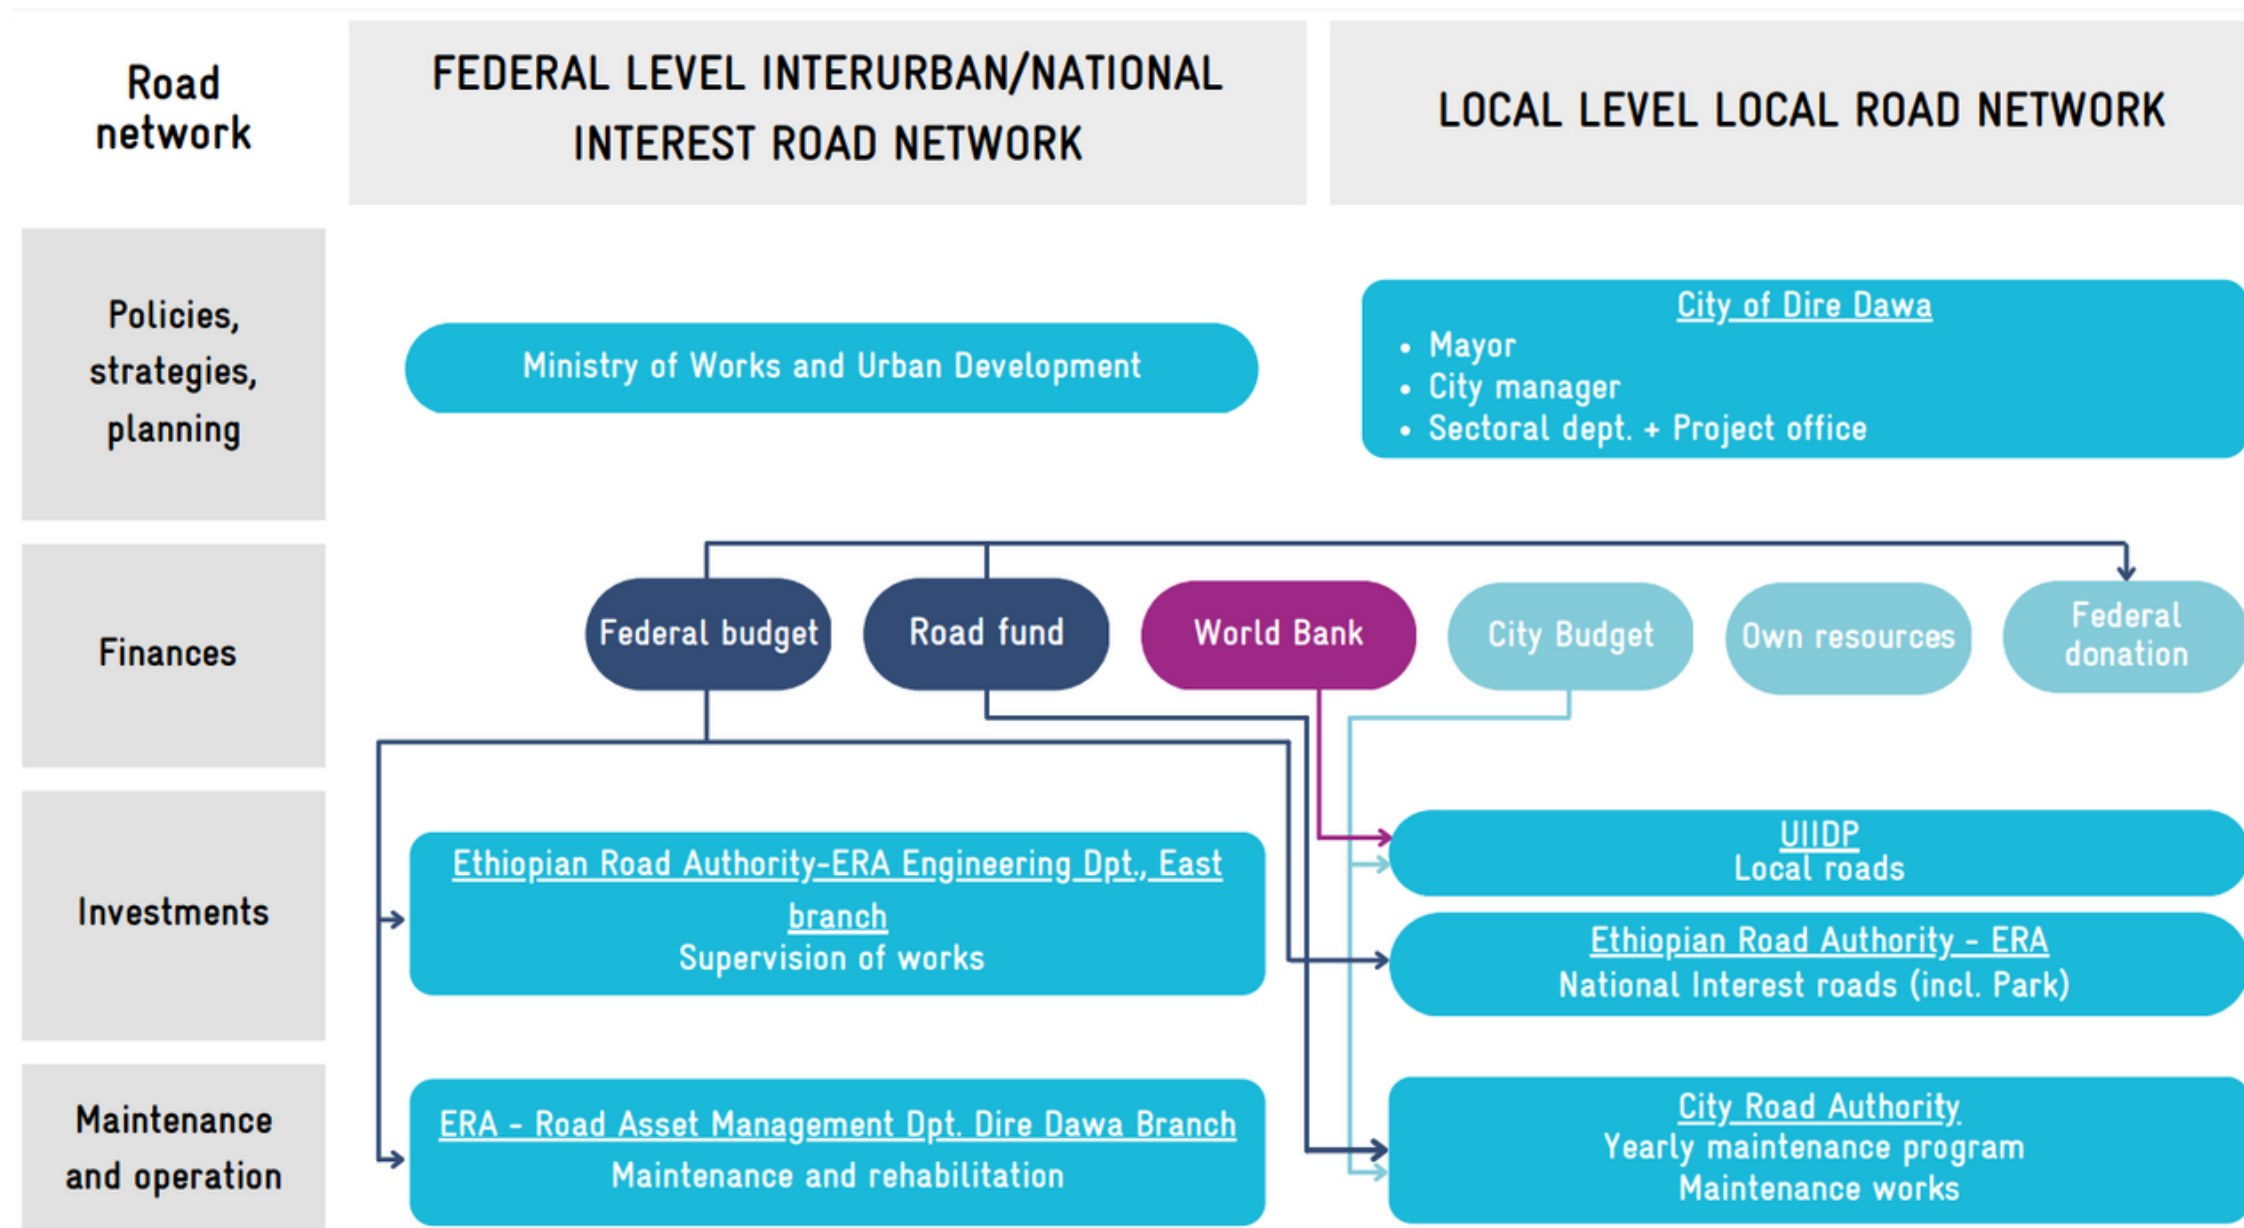 Road
network
FEDERAL LEVEL INTERURBAN/NATIONAL
INTEREST ROAD NETWORK
LOCAL LEVEL LOCAL ROAD NETWORK
Policies,
strategies,
planning
Ministry of Works and Urban Development
City of Dire Dawa
• Mayor
• City manager
• Sectoral dept. + Project office
Finances
Federal budget
Road fund
World Bank
City Budget
Own resources
Federal
donation
Investments
Ethiopian Road Authority-ERA Engineering Dpt., East
branch
Supervision of works
UIIDP
Local roads
Ethiopian Road Authority - ERA
National Interest roads (incl. Park)
Maintenance
and operation
ERA - Road Asset Management Dpt. Dire Dawa Branch
Maintenance and rehabilitation
City Road Authority
Yearly maintenance program
Maintenance works